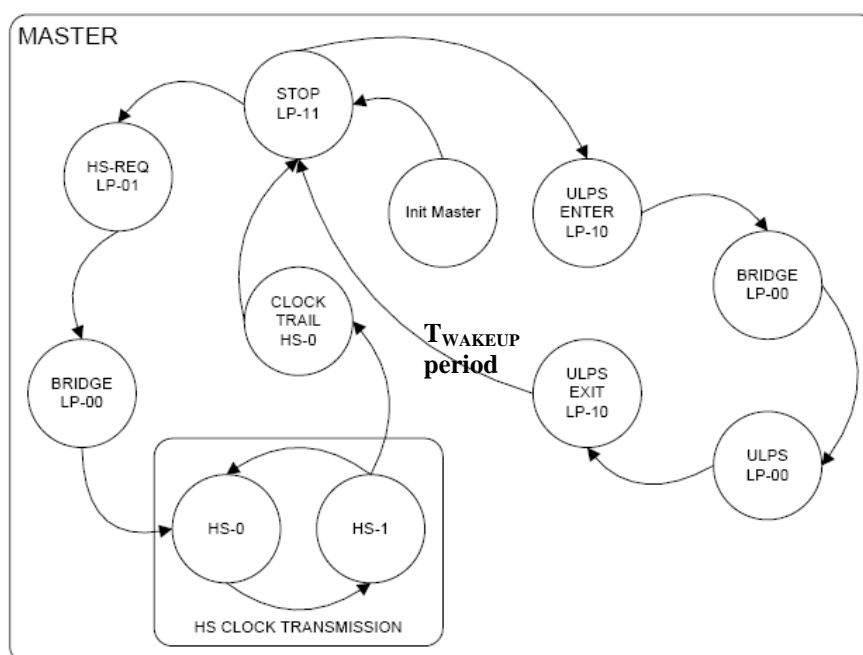 MASTER
STOP
LP-11
HS-REQ
LP-01
Init Master
ULPS
ENTER
LP-10
BRIDGE
LP-00
CLOCK
TRAIL
HS-0
TWAKEUP
period
BRIDGE
LP-00
ULPS
EXIT
LP-10
ULPS
LP-00
HS-0
HS-1
HS CLOCK TRANSMISSION